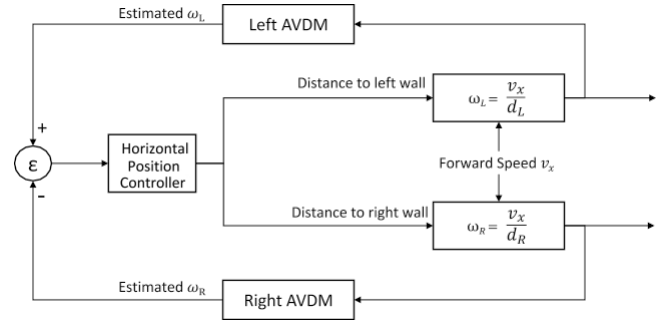 Estimated ω_L
Left AVDM
Distance to left wall
ω_L = v_x / d_L
+
ε
Horizontal
Position
Controller
Forward Speed v_x
-
Distance to right wall
ω_R = v_x / d_R
Estimated ω_R
Right AVDM